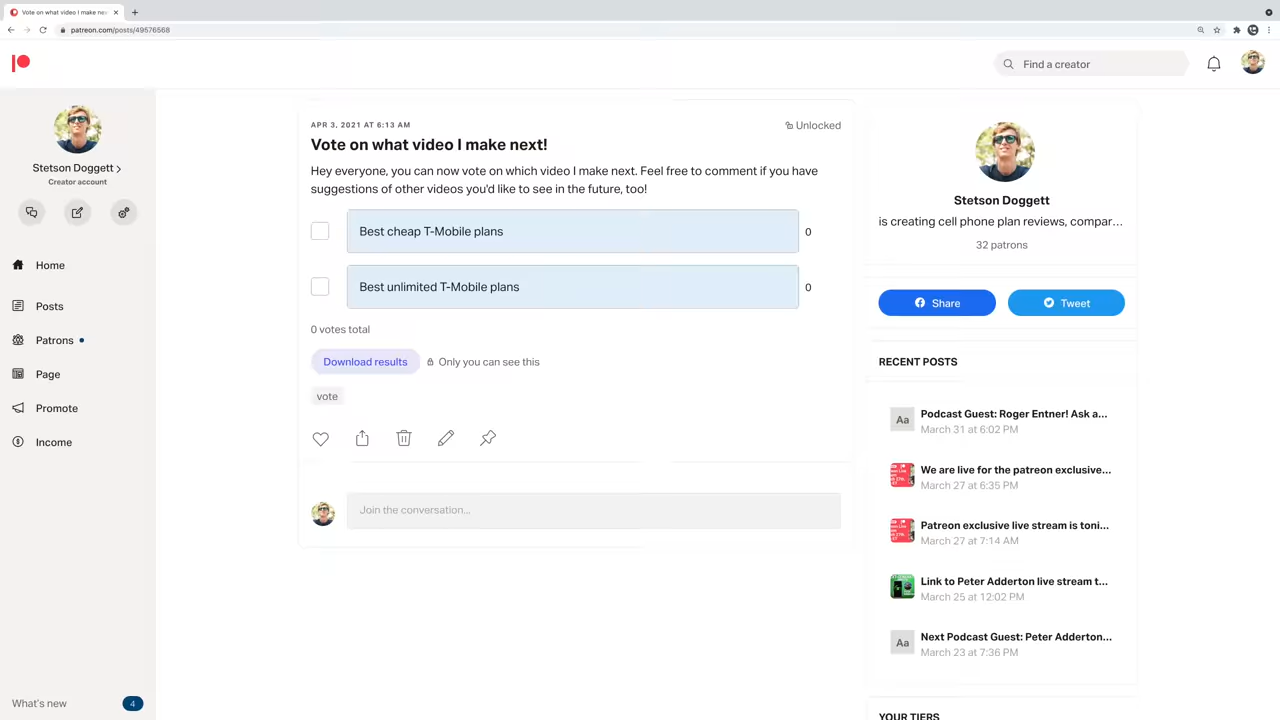 Vote on what video I make nex
patreon.com/posts/49576568
Find a creator
Stetson Doggett
Creator account
Home
Posts
Patrons
Page
Promote
Income
What's new
4
APR 3, 2021 AT 6:13 AM
Unlocked
Vote on what video I make next!
Hey everyone, you can now vote on which video I make next. Feel free to comment if you have
suggestions of other videos you'd like to see in the future, too!
Best cheap T-Mobile plans
0
Best unlimited T-Mobile plans
0
0 votes total
Download results
Only you can see this
vote
Join the conversation...
Stetson Doggett
is creating cell phone plan reviews, compar...
32 patrons
Share
Tweet
RECENT POSTS
Aa
Podcast Guest: Roger Entner! Ask a...
March 31 at 6:02 PM
We are live for the patreon exclusive...
March 27 at 6:35 PM
Patreon exclusive live stream is toni...
March 27 at 7:14 AM
Link to Peter Adderton live stream t...
March 25 at 12:02 PM
Aa
Next Podcast Guest: Peter Adderton...
March 23 at 7:36 PM
YOUR TIERS